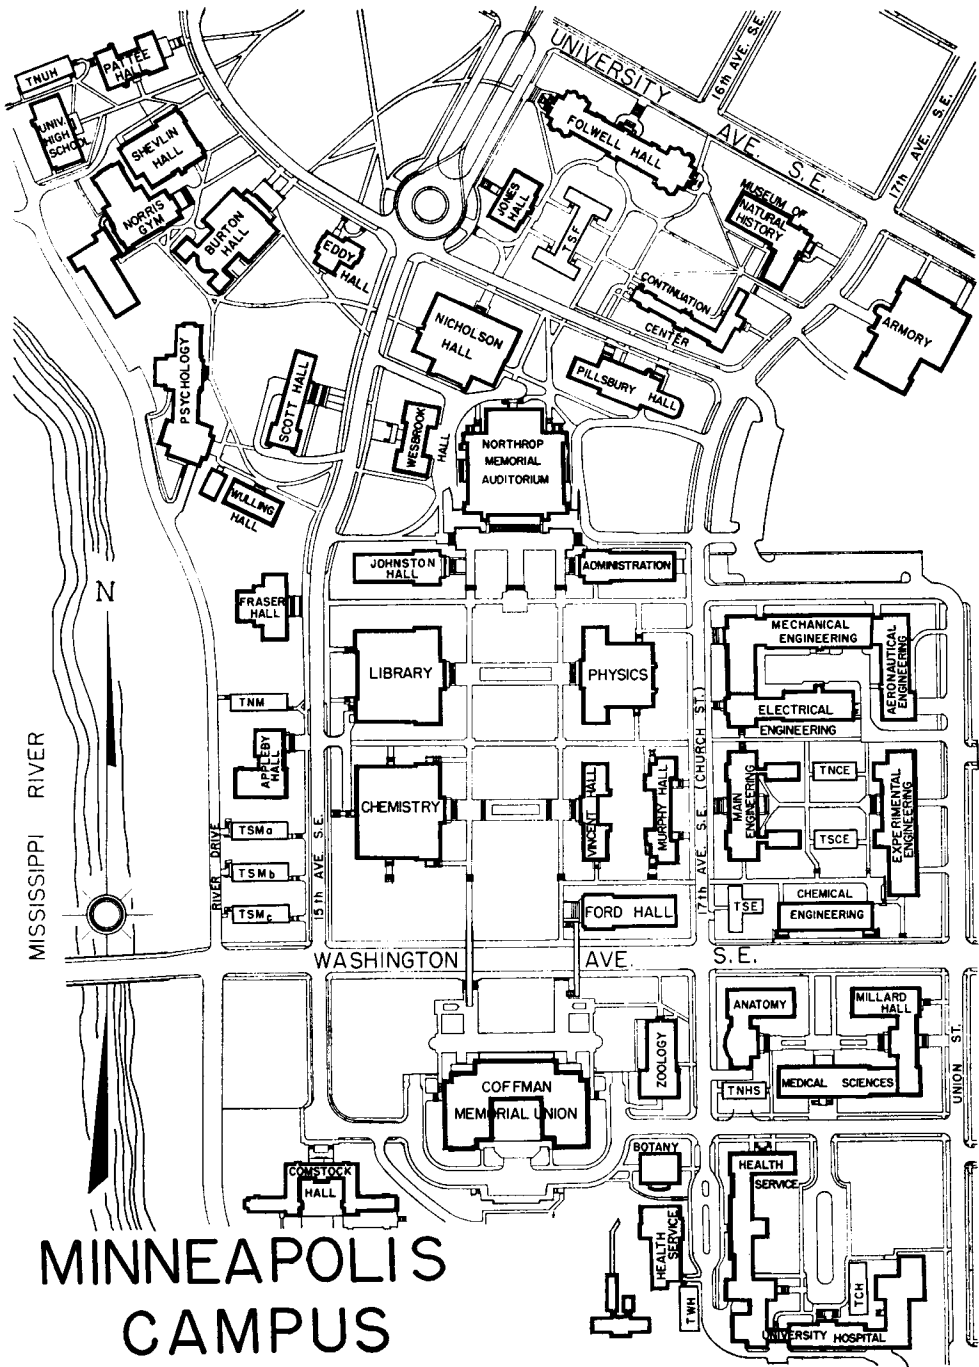 UNIVERSITY AVE. S.E.
16th AVE. S.E.
17th AVE. S.E.
TNUH
PATTEE
HALL
UNIV.
HIGH
SCHOOL
SHEVLIN
HALL
NORRIS
GYM
BURTON
HALL
EDDY
HALL
JONES
HALL
FOLWELL HALL
TSF
MUSEUM OF
NATURAL
HISTORY
CONTINUATION
CENTER
ARMORY
NICHOLSON
HALL
PILLSBURY HALL
PSYCHOLOGY
SCOTT HALL
WESBROOK
HALL
NORTHROP
MEMORIAL
AUDITORIUM
WULLING
HALL
JOHNSTON
HALL
ADMINISTRATION
N
FRASER
HALL
LIBRARY
PHYSICS
MECHANICAL
ENGINEERING
AERONAUTICAL
ENGINEERING
TNM
ELECTRICAL
ENGINEERING
APPLEBY
HALL
CHEMISTRY
VINCENT HALL
MURPHY HALL
17th AVE. S.E. (CHURCH ST.)
MAIN
ENGINEERING
TNCE
TSCE
EXPERIMENTAL
ENGINEERING
MISSISSIPPI RIVER
RIVER DRIVE
TSMa
TSMb
TSMc
15th AVE. S.E.
FORD HALL
TSE
CHEMICAL
ENGINEERING
WASHINGTON AVE. S.E.
ANATOMY
MILLARD
HALL
ZOOLOGY
TNHS
MEDICAL SCIENCES
UNION ST.
COFFMAN
MEMORIAL UNION
BOTANY
COMSTOCK
HALL
HEALTH
SERVICE
HEALTH
SERVICE
TWH
TCH
UNIVERSITY HOSPITAL
MINNEAPOLIS
CAMPUS